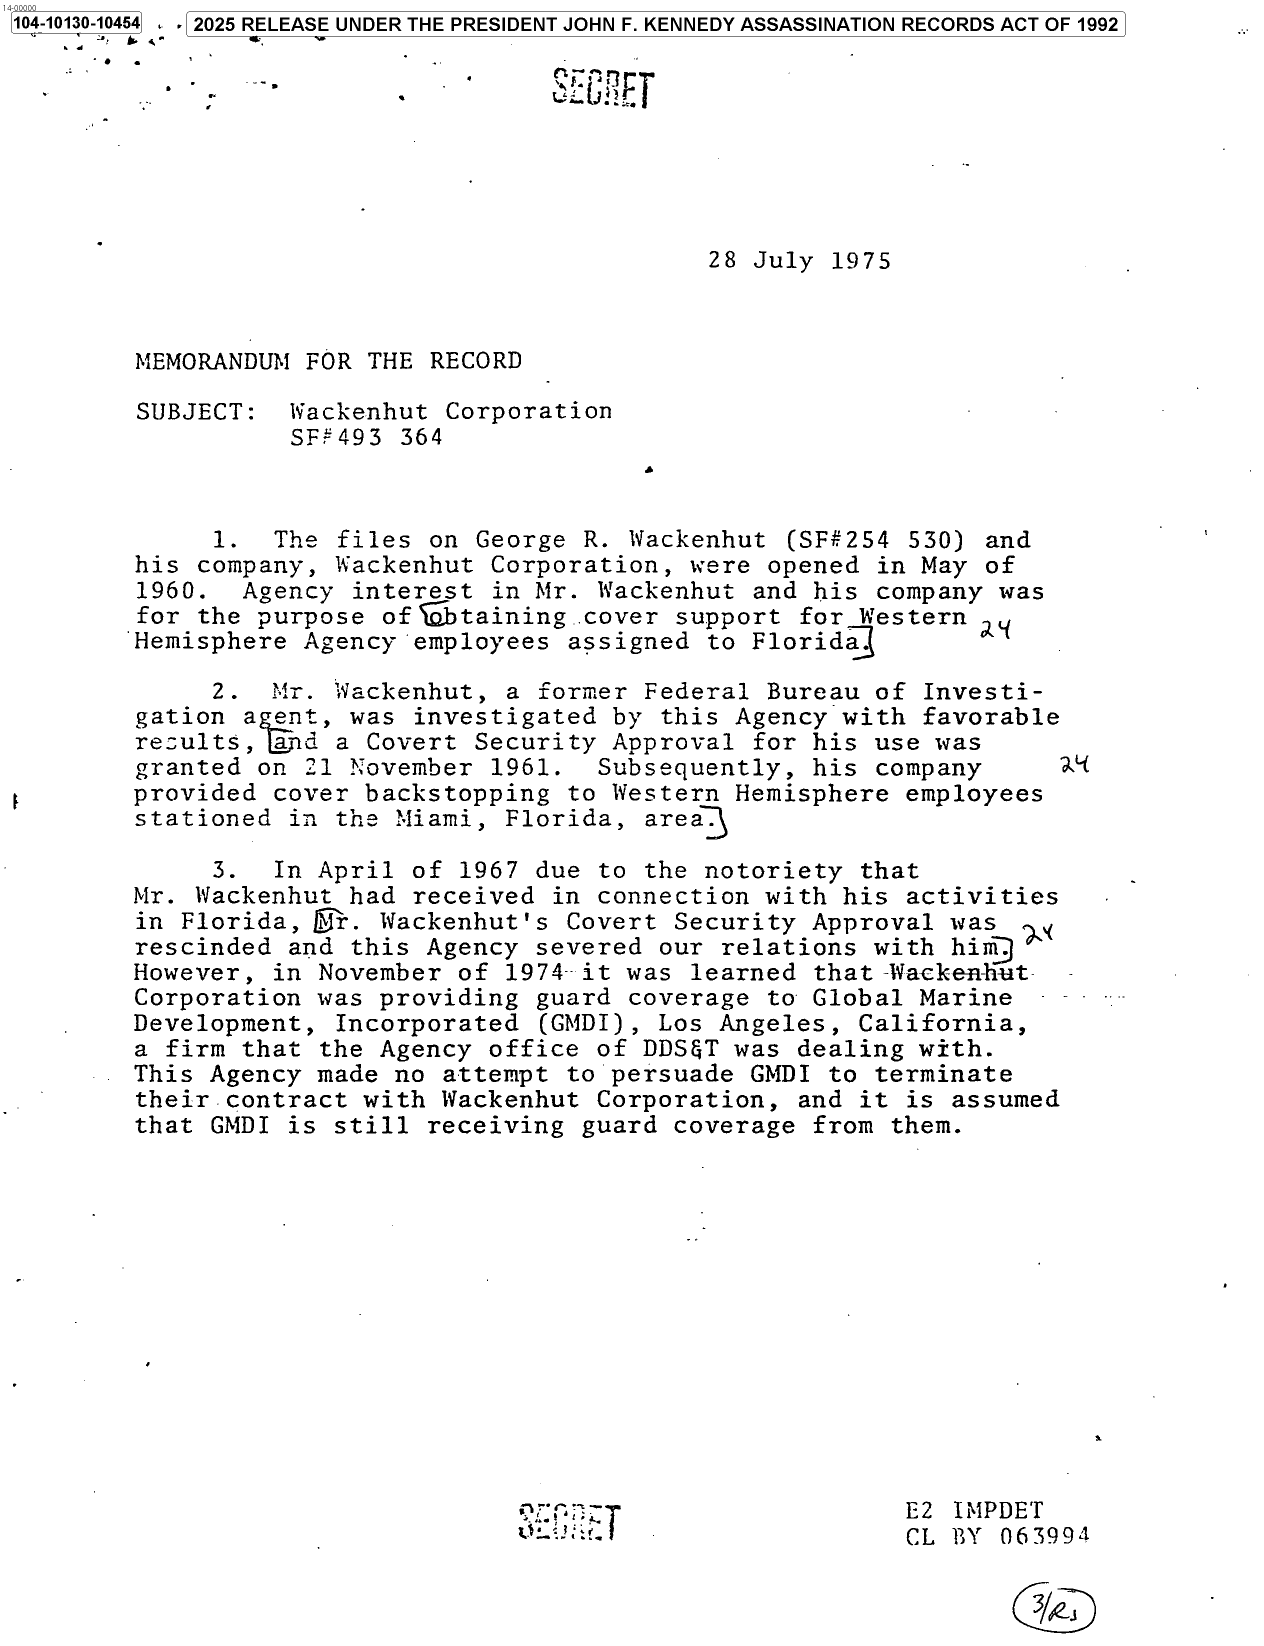 14-00000
104-10130-10454 2025 RELEASE UNDER THE PRESIDENT JOHN F. KENNEDY ASSASSINATION RECORDS ACT OF 1992
SECRET
28 July 1975
MEMORANDUM FOR THE RECORD
SUBJECT: Wackenhut Corporation
SF#493 364
1. The files on George R. Wackenhut (SF#254 530) and
his company, Wackenhut Corporation, were opened in May of
1960. Agency interest in Mr. Wackenhut and his company was
for the purpose of [obtaining cover support for Western 24
Hemisphere Agency employees assigned to Florida.]
2. Mr. Wackenhut, a former Federal Bureau of Investi-
gation agent, was investigated by this Agency with favorable
results, [and a Covert Security Approval for his use was
granted on 21 November 1961. Subsequently, his company 24
provided cover backstopping to Western Hemisphere employees
stationed in the Miami, Florida, area.]
3. In April of 1967 due to the notoriety that
Mr. Wackenhut had received in connection with his activities
in Florida, [Mr. Wackenhut's Covert Security Approval was
rescinded and this Agency severed our relations with him.] 24
However, in November of 1974 it was learned that Wackenhut
Corporation was providing guard coverage to Global Marine
Development, Incorporated (GMDI), Los Angeles, California,
a firm that the Agency office of DDS&T was dealing with.
This Agency made no attempt to persuade GMDI to terminate
their contract with Wackenhut Corporation, and it is assumed
that GMDI is still receiving guard coverage from them.
SECRET
E2 IMPDET
CL BY 063994